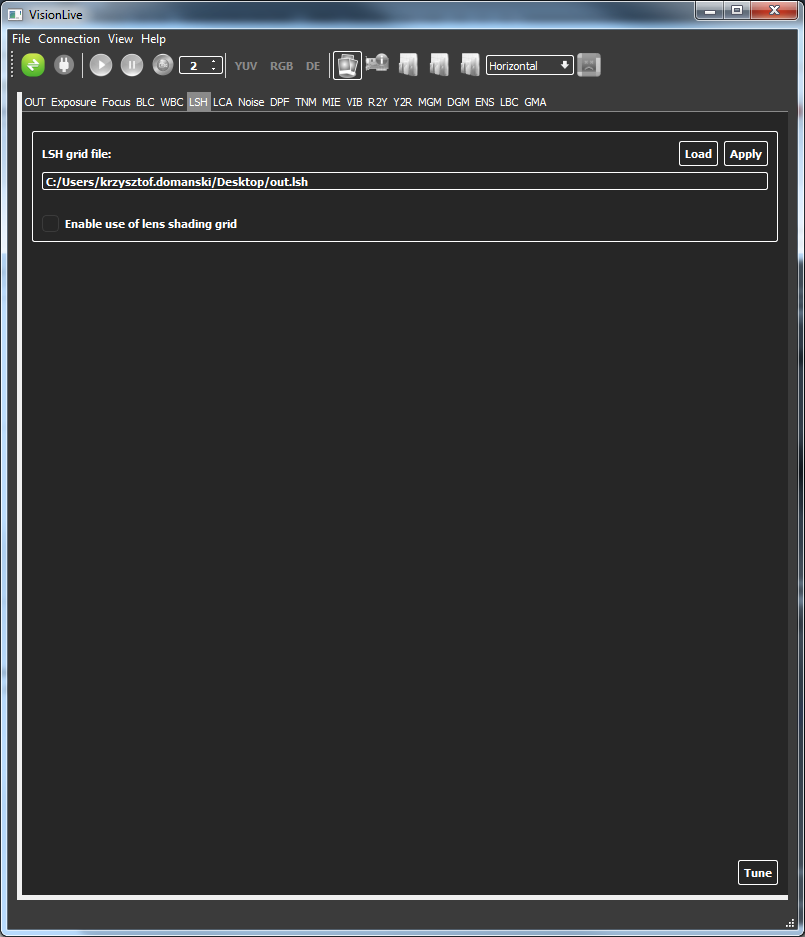 VisionLive
File Connection View Help
2 YUV RGB DE Horizontal
OUT Exposure Focus BLC WBC LSH LCA Noise DPF TNM MIE VIB R2Y Y2R MGM DGM ENS LBC GMA
LSH grid file: Load Apply
C:/Users/krzysztof.domanski/Desktop/out.lsh
Enable use of lens shading grid
Tune